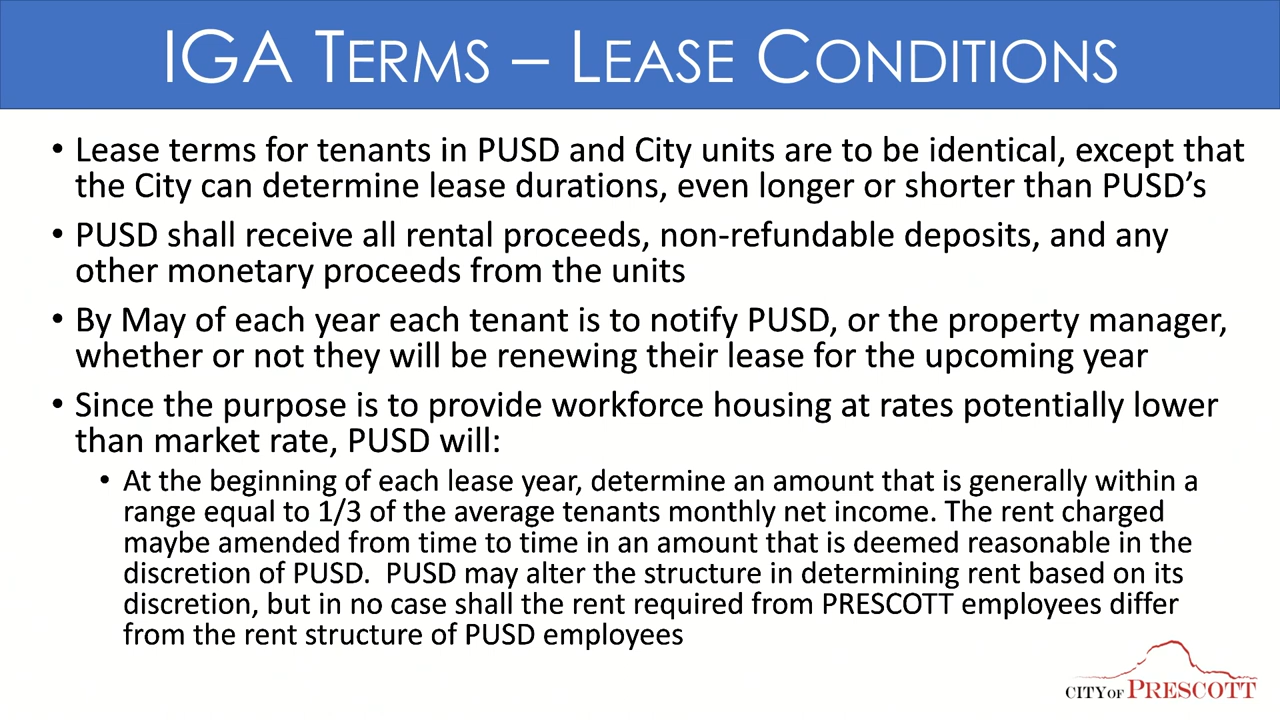 IGA TERMS – LEASE CONDITIONS
• Lease terms for tenants in PUSD and City units are to be identical, except that
the City can determine lease durations, even longer or shorter than PUSD’s
• PUSD shall receive all rental proceeds, non-refundable deposits, and any
other monetary proceeds from the units
• By May of each year each tenant is to notify PUSD, or the property manager,
whether or not they will be renewing their lease for the upcoming year
• Since the purpose is to provide workforce housing at rates potentially lower
than market rate, PUSD will:
• At the beginning of each lease year, determine an amount that is generally within a
range equal to 1/3 of the average tenants monthly net income. The rent charged
maybe amended from time to time in an amount that is deemed reasonable in the
discretion of PUSD.  PUSD may alter the structure in determining rent based on its
discretion, but in no case shall the rent required from PRESCOTT employees differ
from the rent structure of PUSD employees
CITY OF PRESCOTT